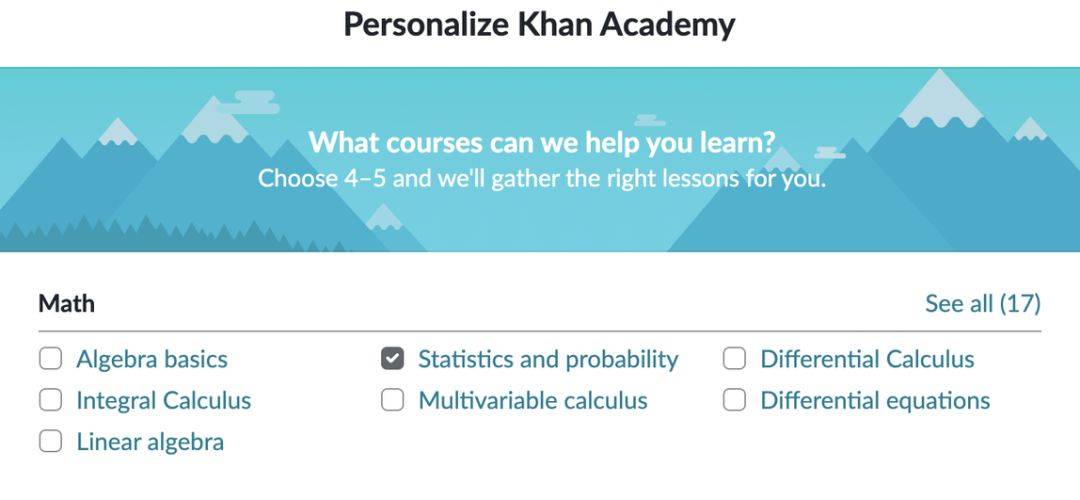 Personalize Khan Academy
What courses can we help you learn?
Choose 4–5 and we'll gather the right lessons for you.
Math
See all (17)
Algebra basics
Statistics and probability
Differential Calculus
Integral Calculus
Multivariable calculus
Differential equations
Linear algebra